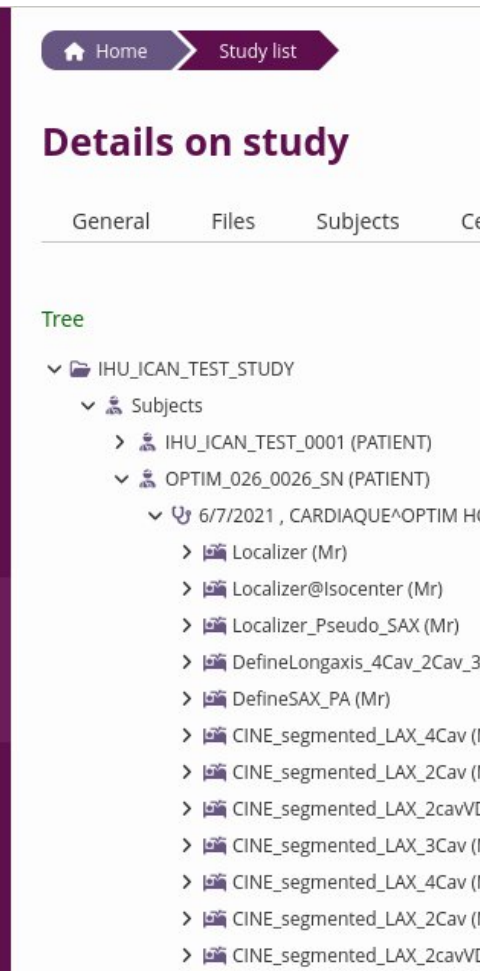 Home Study list
Details on study
General Files Subjects
Tree
IHU_ICAN_TEST_STUDY
Subjects
IHU_ICAN_TEST_0001 (PATIENT)
OPTIM_026_0026_SN (PATIENT)
6/7/2021 , CARDIAQUE^OPTIM
Localizer (Mr)
Localizer@Isocenter (Mr)
Localizer_Pseudo_SAX (Mr)
DefineLongaxis_4Cav_2Cav_3
DefineSAX_PA (Mr)
CINE_segmented_LAX_4Cav
CINE_segmented_LAX_2Cav
CINE_segmented_LAX_2cavVD
CINE_segmented_LAX_3Cav
CINE_segmented_LAX_4Cav
CINE_segmented_LAX_2Cav
CINE_segmented_LAX_2cavVD